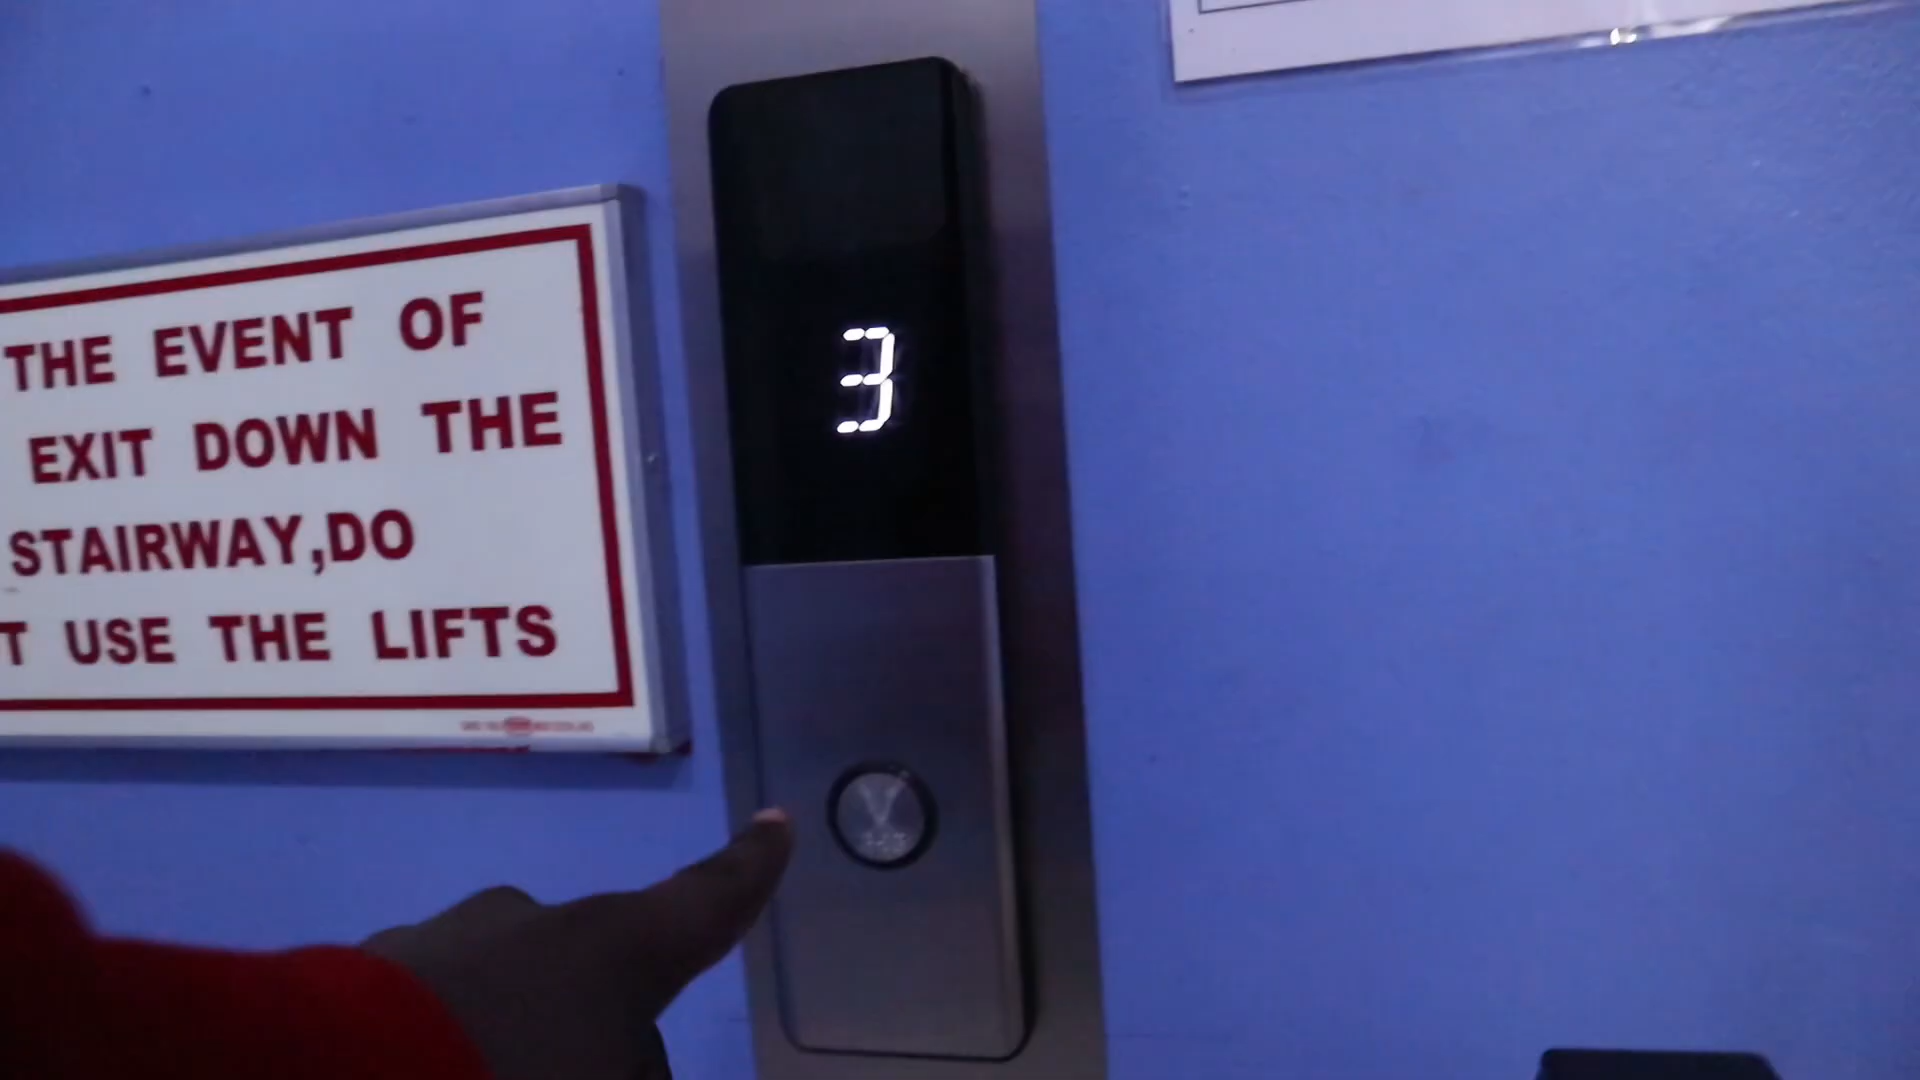 THE EVENT OF
EXIT DOWN THE
STAIRWAY,DO
T USE THE LIFTS
3